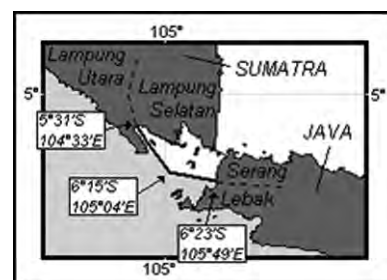 105°
Lampung
Utara
SUMATRA
5°
5°
Lampung
Selatan
5°31'S
104°33'E
JAVA
Serang
6°15'S
105°04'E
Lebak
6°23'S
105°49'E
105°